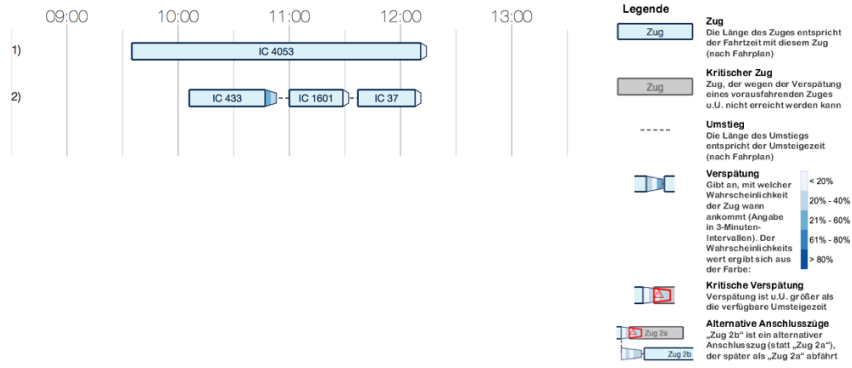 09:00 10:00 11:00 12:00 13:00
1) IC 4053
2) IC 433 IC 1601 IC 37
Legende
Zug
Zug
Die Länge des Zuges entspricht
der Fahrtzeit mit diesem Zug
(nach Fahrplan)
Kritischer Zug
Zug
Zug, der wegen der Verspätung
eines vorausfahrenden Zuges
u.U. nicht erreicht werden kann
Umstieg
Die Länge des Umstiegs
entspricht der Umsteigezeit
(nach Fahrplan)
Verspätung
Gibt an, mit welcher
Wahrscheinlichkeit
der Zug wann
ankommt (Angabe
in 3-Minuten-
Intervallen). Der
Wahrscheinlichkeits
wert ergibt sich aus
der Farbe:
< 20%
20% - 40%
21% - 60%
61% - 80%
> 80%
Kritische Verspätung
Verspätung ist u.U. größer als
die verfügbare Umsteigezeit
Alternative Anschlusszüge
Zug 2a
„Zug 2b“ ist ein alternativer
Anschlusszug (statt „Zug 2a“),
der später als „Zug 2a“ abfährt
Zug 2b